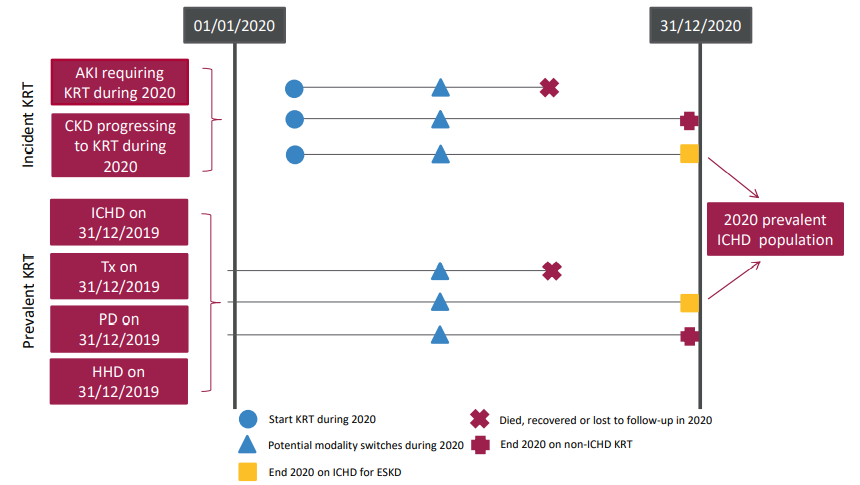 01/01/2020
31/12/2020
Incident KRT
AKI requiring
KRT during 2020
CKD progressing
to KRT during
2020
Prevalent KRT
ICHD on
31/12/2019
Tx on
31/12/2019
PD on
31/12/2019
HHD on
31/12/2019
2020 prevalent
ICHD population
Start KRT during 2020
Potential modality switches during 2020
End 2020 on ICHD for ESKD
Died, recovered or lost to follow-up in 2020
End 2020 on non-ICHD KRT